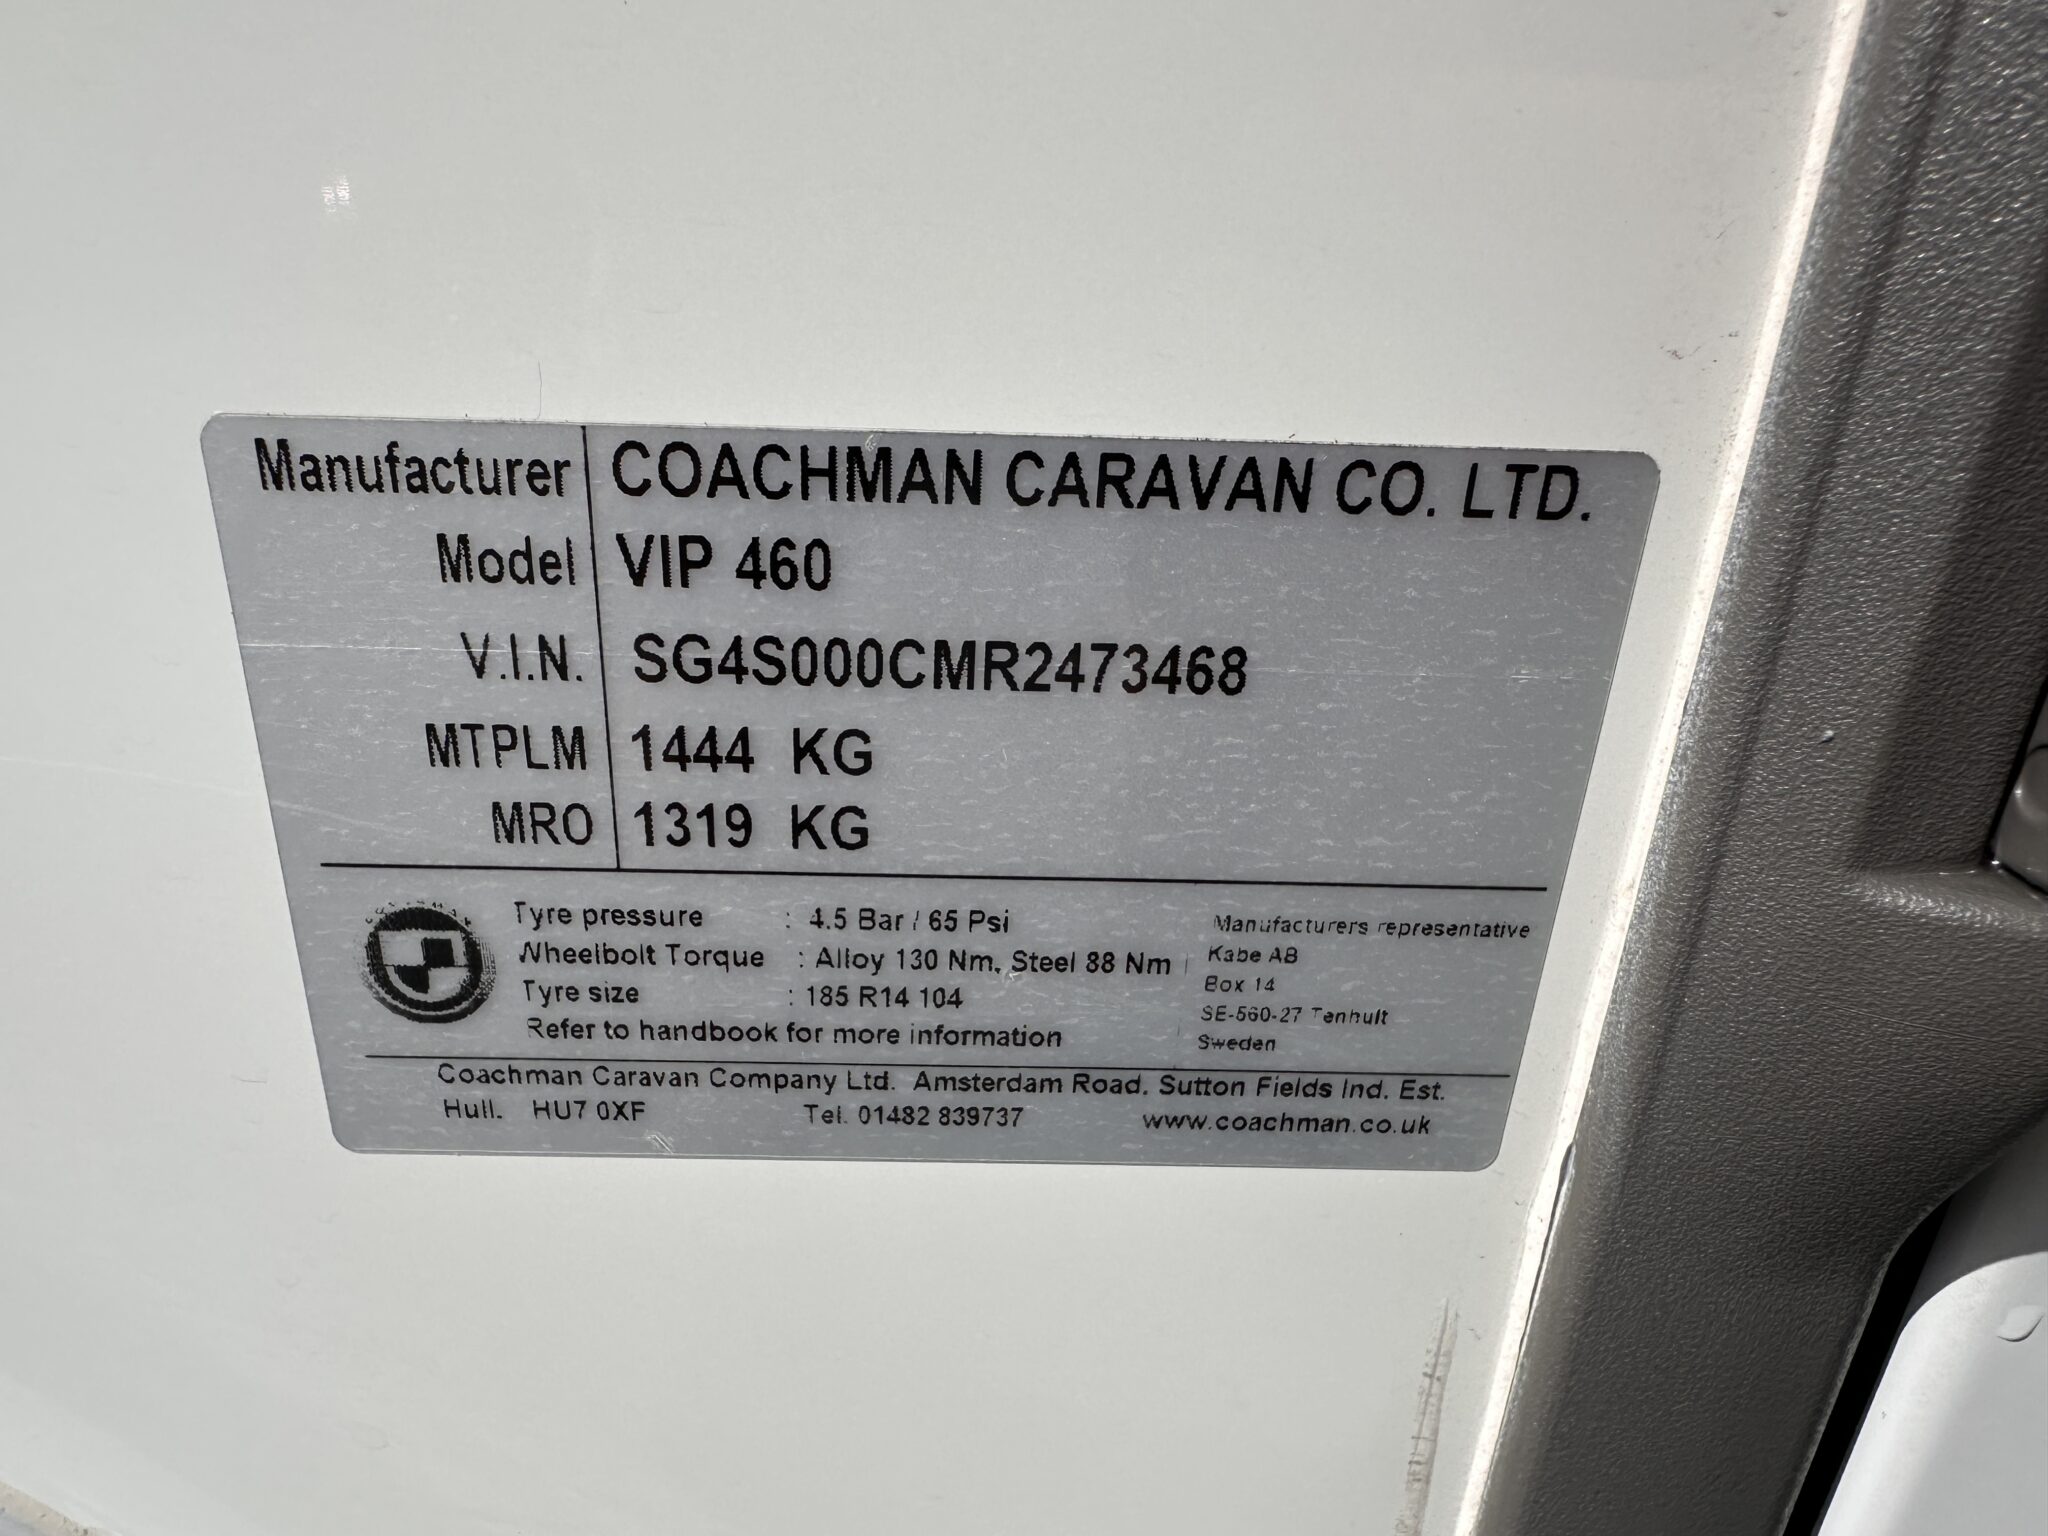 Manufacturer COACHMAN CARAVAN CO. LTD.
Model VIP 460
V.I.N. SG4S000CMR2473468
MTPLM 1444 KG
MRO 1319 KG
Tyre pressure : 4.5 Bar / 65 Psi
Wheelbolt Torque : Alloy 130 Nm, Steel 88 Nm
Tyre size : 185 R14 104
Refer to handbook for more information
Manufacturers representative
Kabe AB
Box 14
SE-560-27 Tenhult
Sweden
Coachman Caravan Company Ltd. Amsterdam Road. Sutton Fields Ind. Est.
Hull. HU7 0XF Tel. 01482 839737 www.coachman.co.uk